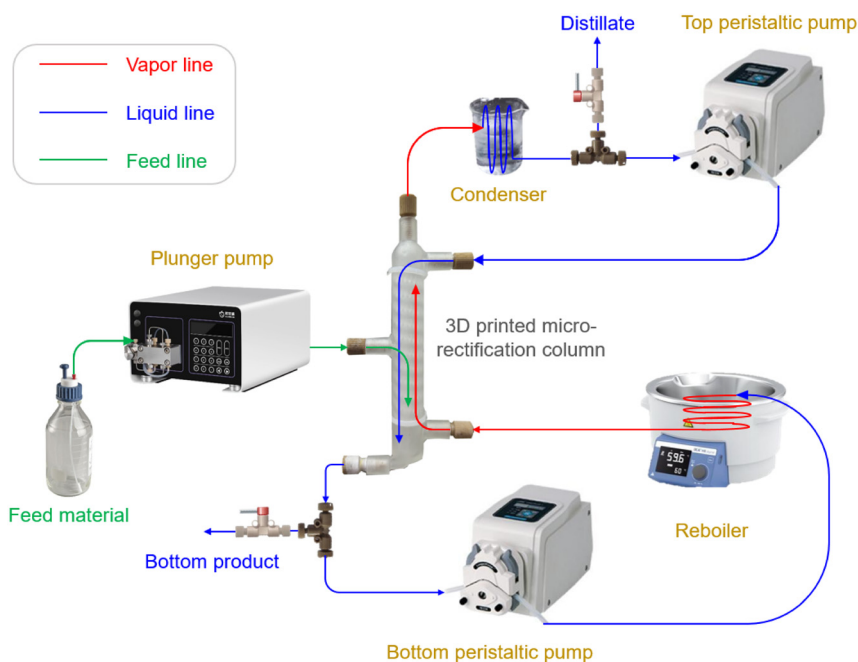 Vapor line
Liquid line
Feed line
Distillate
Top peristaltic pump
Condenser
Plunger pump
3D printed micro-
rectification column
59.6
60
Feed material
Reboiler
Bottom product
Bottom peristaltic pump